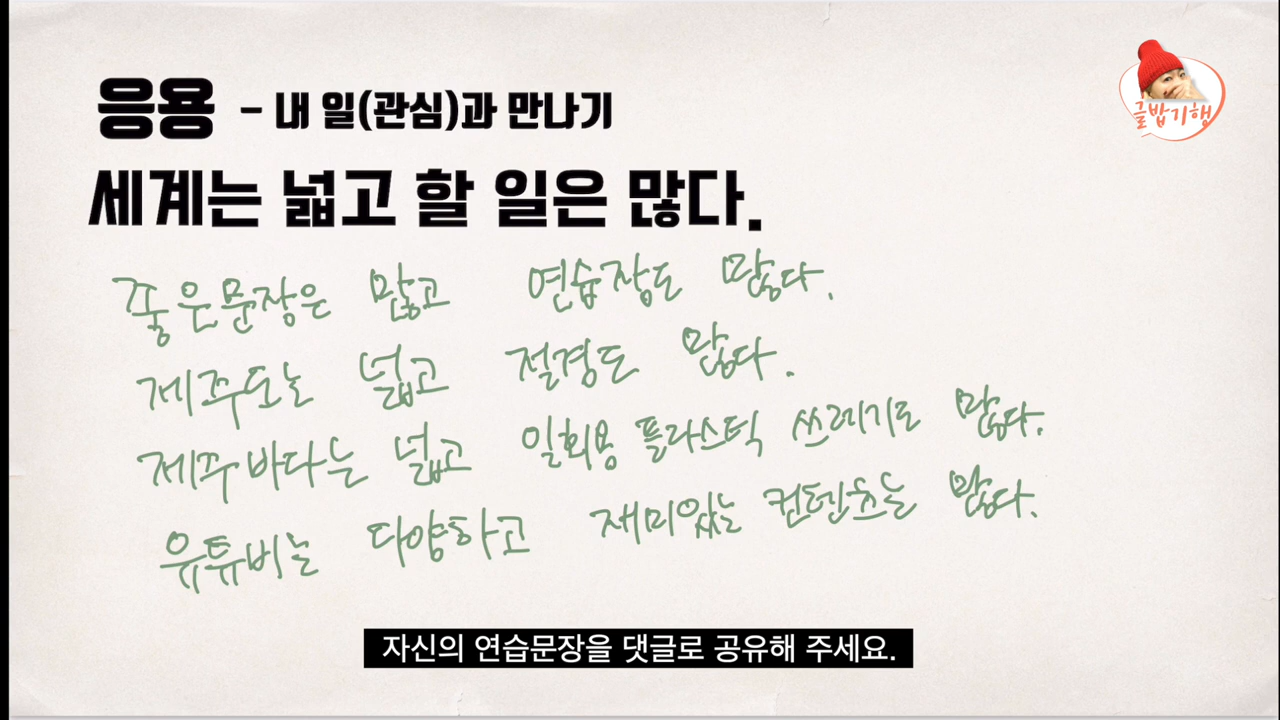 응용 - 내 일(관심)과 만나기
글밥기행
세계는 넓고 할 일은 많다.
좋은 문장은 많고 연습장도 많다.
제주도는 넓고 절경도 많다.
제주바다는 넓고 일회용 플라스틱 쓰레기도 많다.
유튜버는 다양하고 재미있는 컨텐츠는 많다.
자신의 연습문장을 댓글로 공유해 주세요.